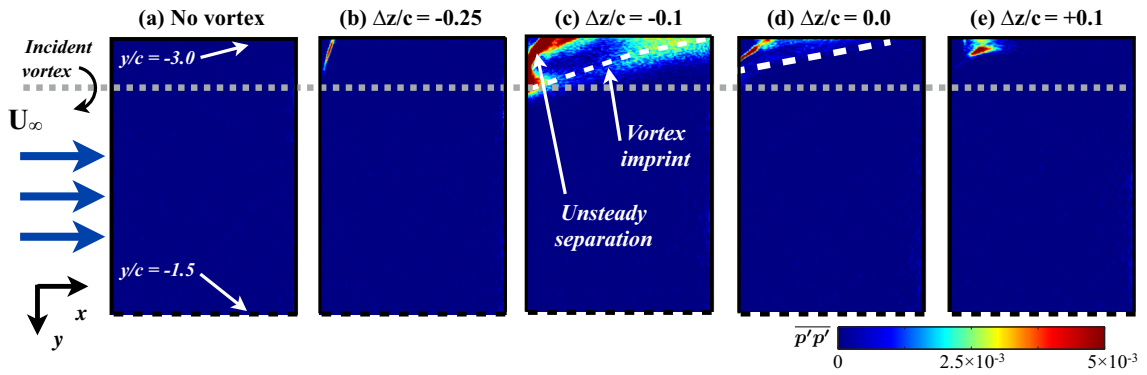 (a) No vortex
(b) Δz/c = -0.25
(c) Δz/c = -0.1
(d) Δz/c = 0.0
(e) Δz/c = +0.1
Incident
vortex
y/c = -3.0
U∞
Vortex
imprint
Unsteady
separation
y/c = -1.5
x
y
p′p′
0
2.5×10⁻³
5×10⁻³